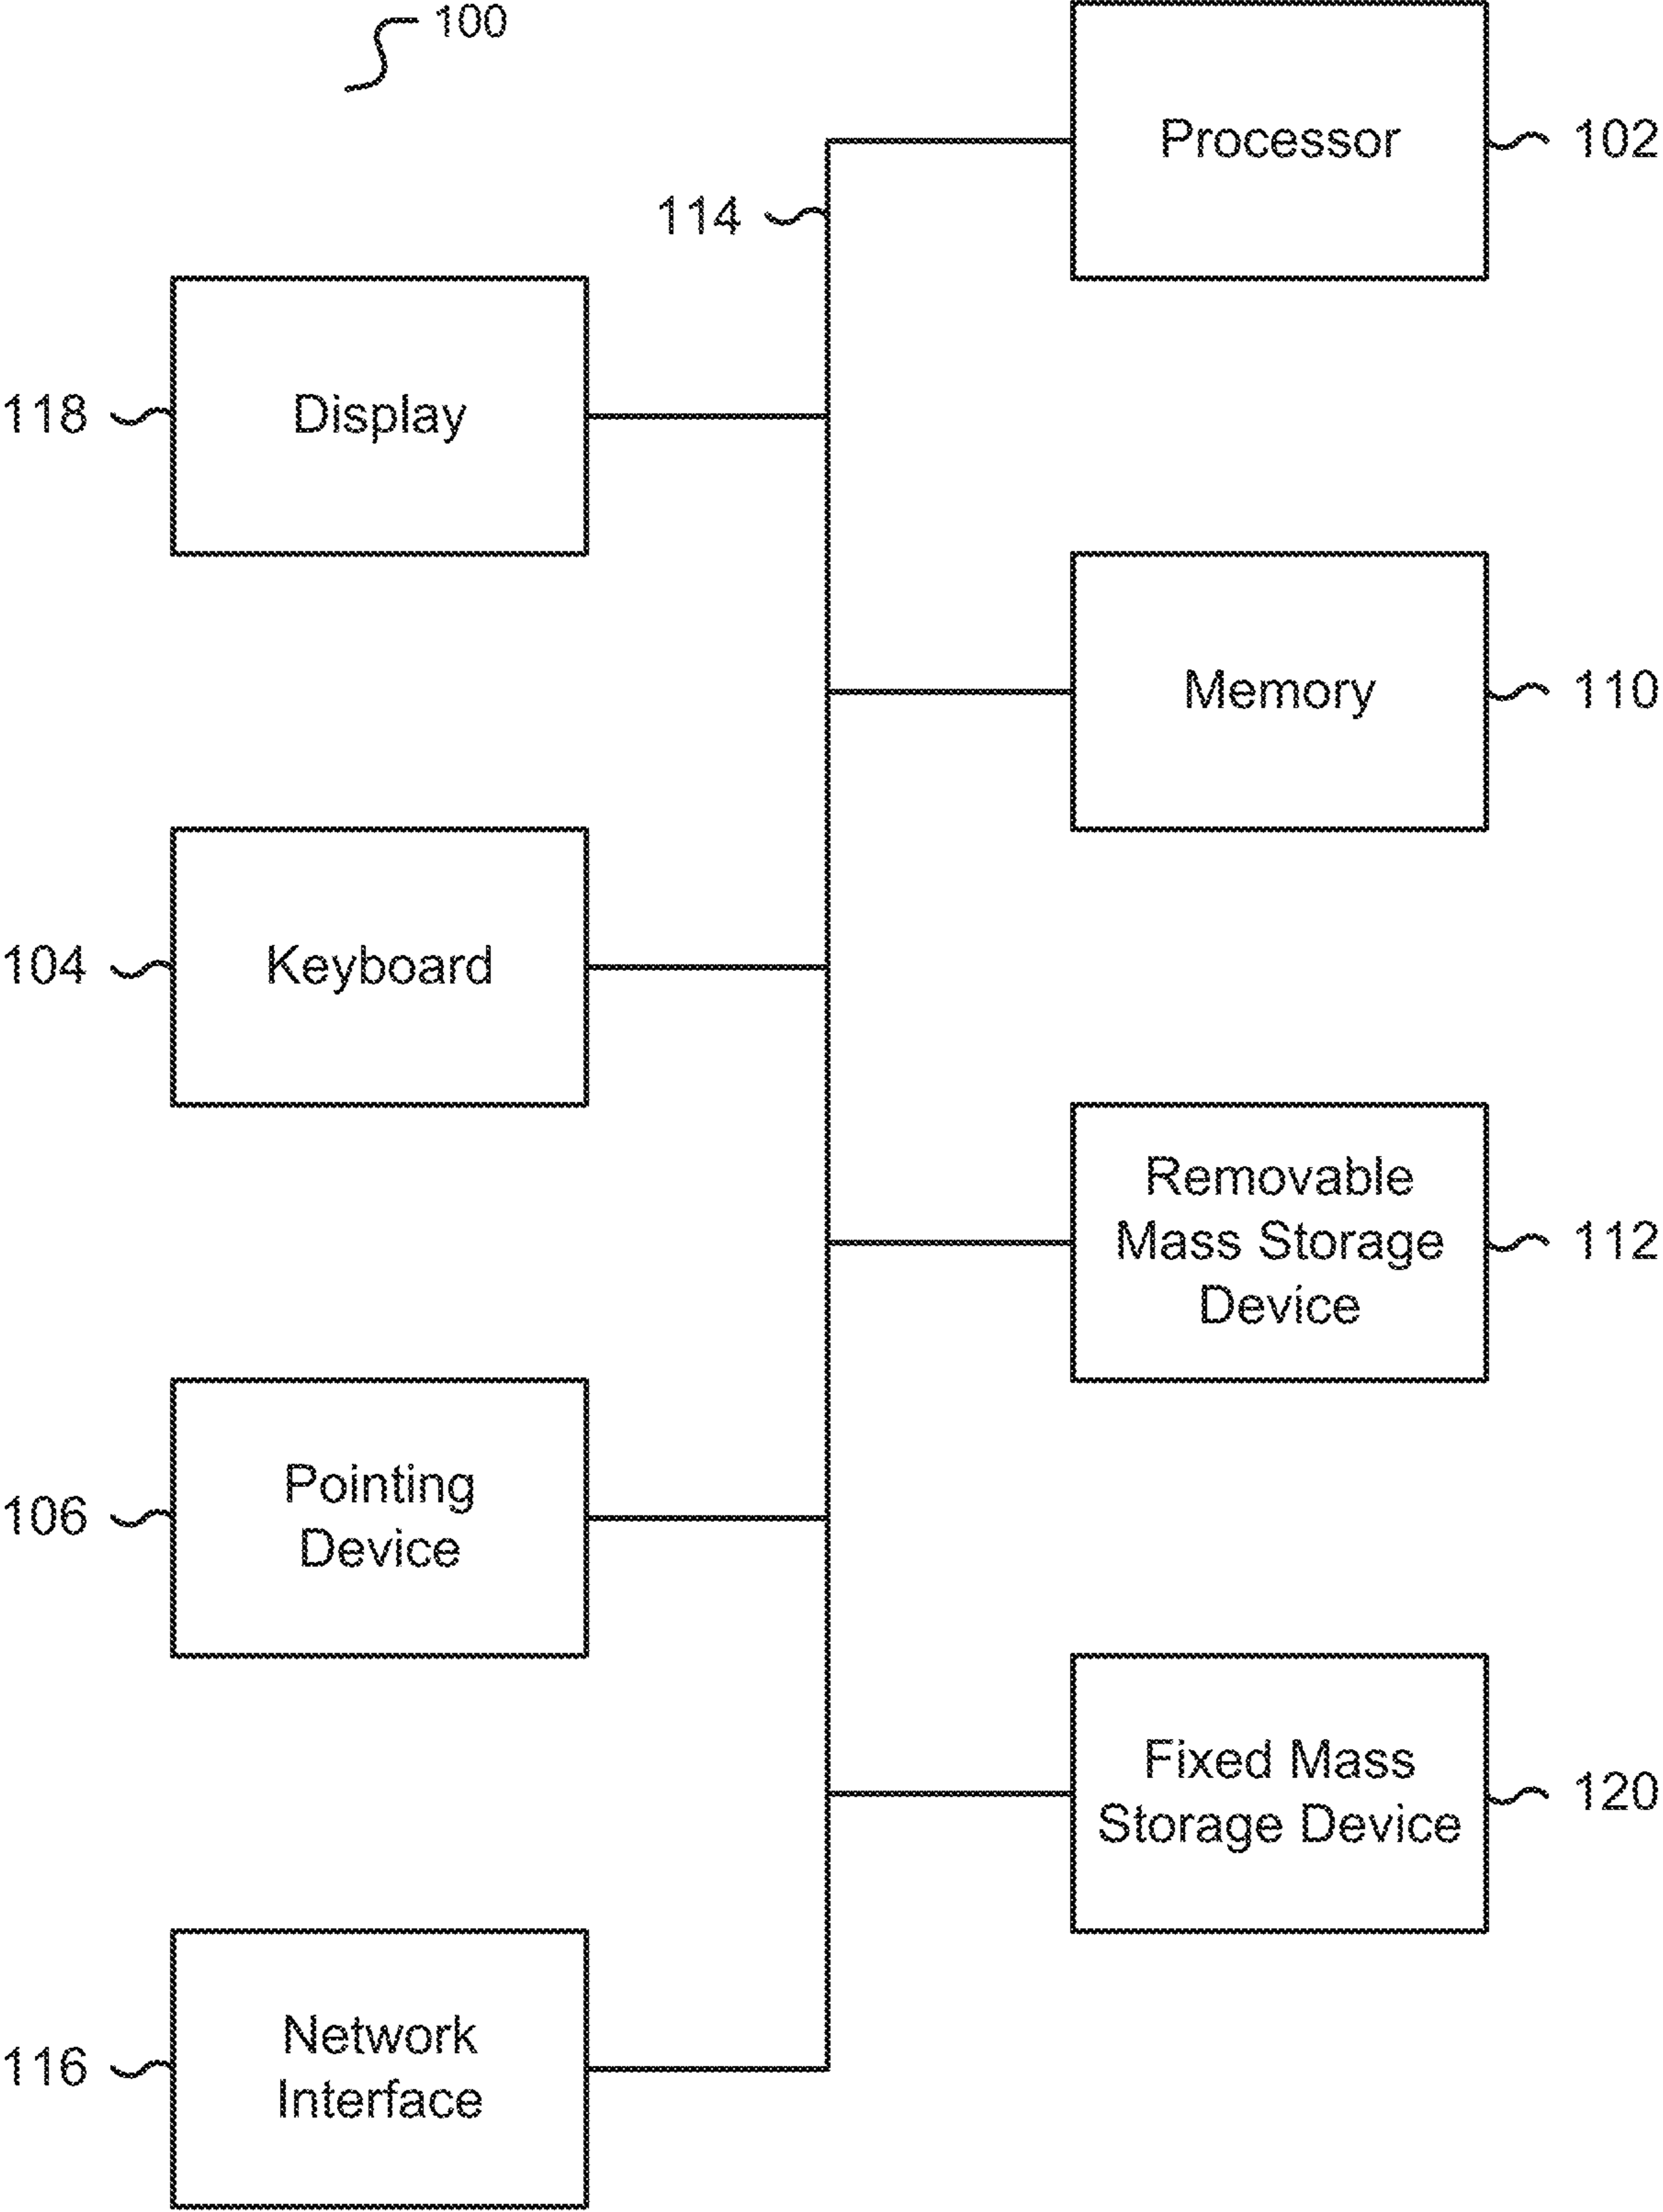 100
Processor
102
114
118
Display
Memory
110
104
Keyboard
Removable
Mass Storage
Device
112
106
Pointing
Device
Fixed Mass
Storage Device
120
116
Network
Interface